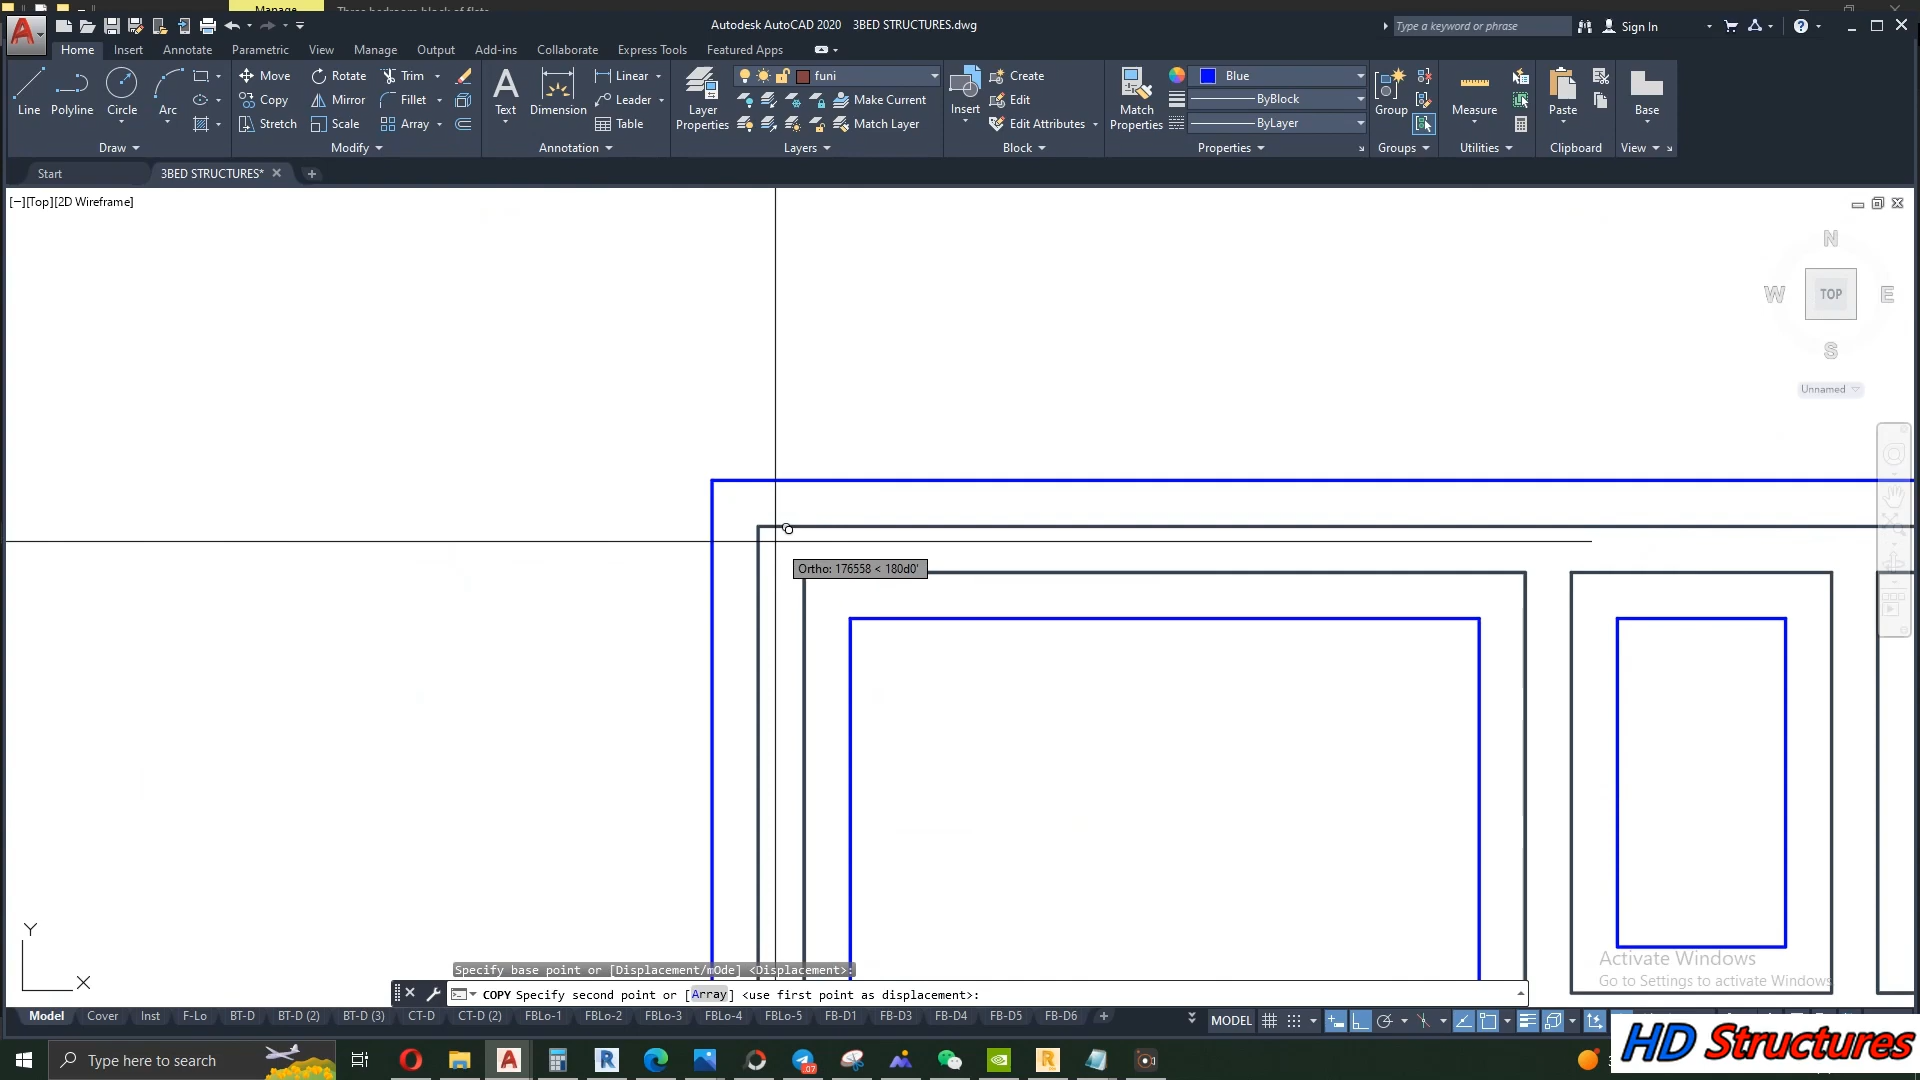 Manage
Autodesk AutoCAD 2020 3BED STRUCTURES.dwg
Type a keyword or phrase
Sign In
Home Insert Annotate Parametric View Manage Output Add-ins Collaborate Express Tools Featured Apps
Line Polyline Circle Arc
Move Rotate Trim
Copy Mirror Fillet
Stretch Scale Array
Text Dimension
Linear
Leader
Table
Layer Properties
funi
Make Current
Match Layer
Insert
Create
Edit
Edit Attributes
Match Properties
Blue
ByBlock
ByLayer
Group
Measure
Paste
Base
Draw Modify Annotation Layers Block Properties Groups Utilities Clipboard View
Start 3BED STRUCTURES*
[−][Top][2D Wireframe]
N
W TOP E
S
Unnamed
Ortho: 176558 < 180d0'
Y
X
Activate Windows
Go to Settings to activate Windows
Specify base point or [Displacement/mOde] <Displacement>:
COPY Specify second point or [Array] <use first point as displacement>:
Model Cover Inst F-Lo BT-D BT-D (2) BT-D (3) CT-D CT-D (2) FBLo-1 FBLo-2 FBLo-3 FBLo-4 FBLo-5 FB-D1 FB-D3 FB-D4 FB-D5 FB-D6
MODEL
Type here to search
HD Structures